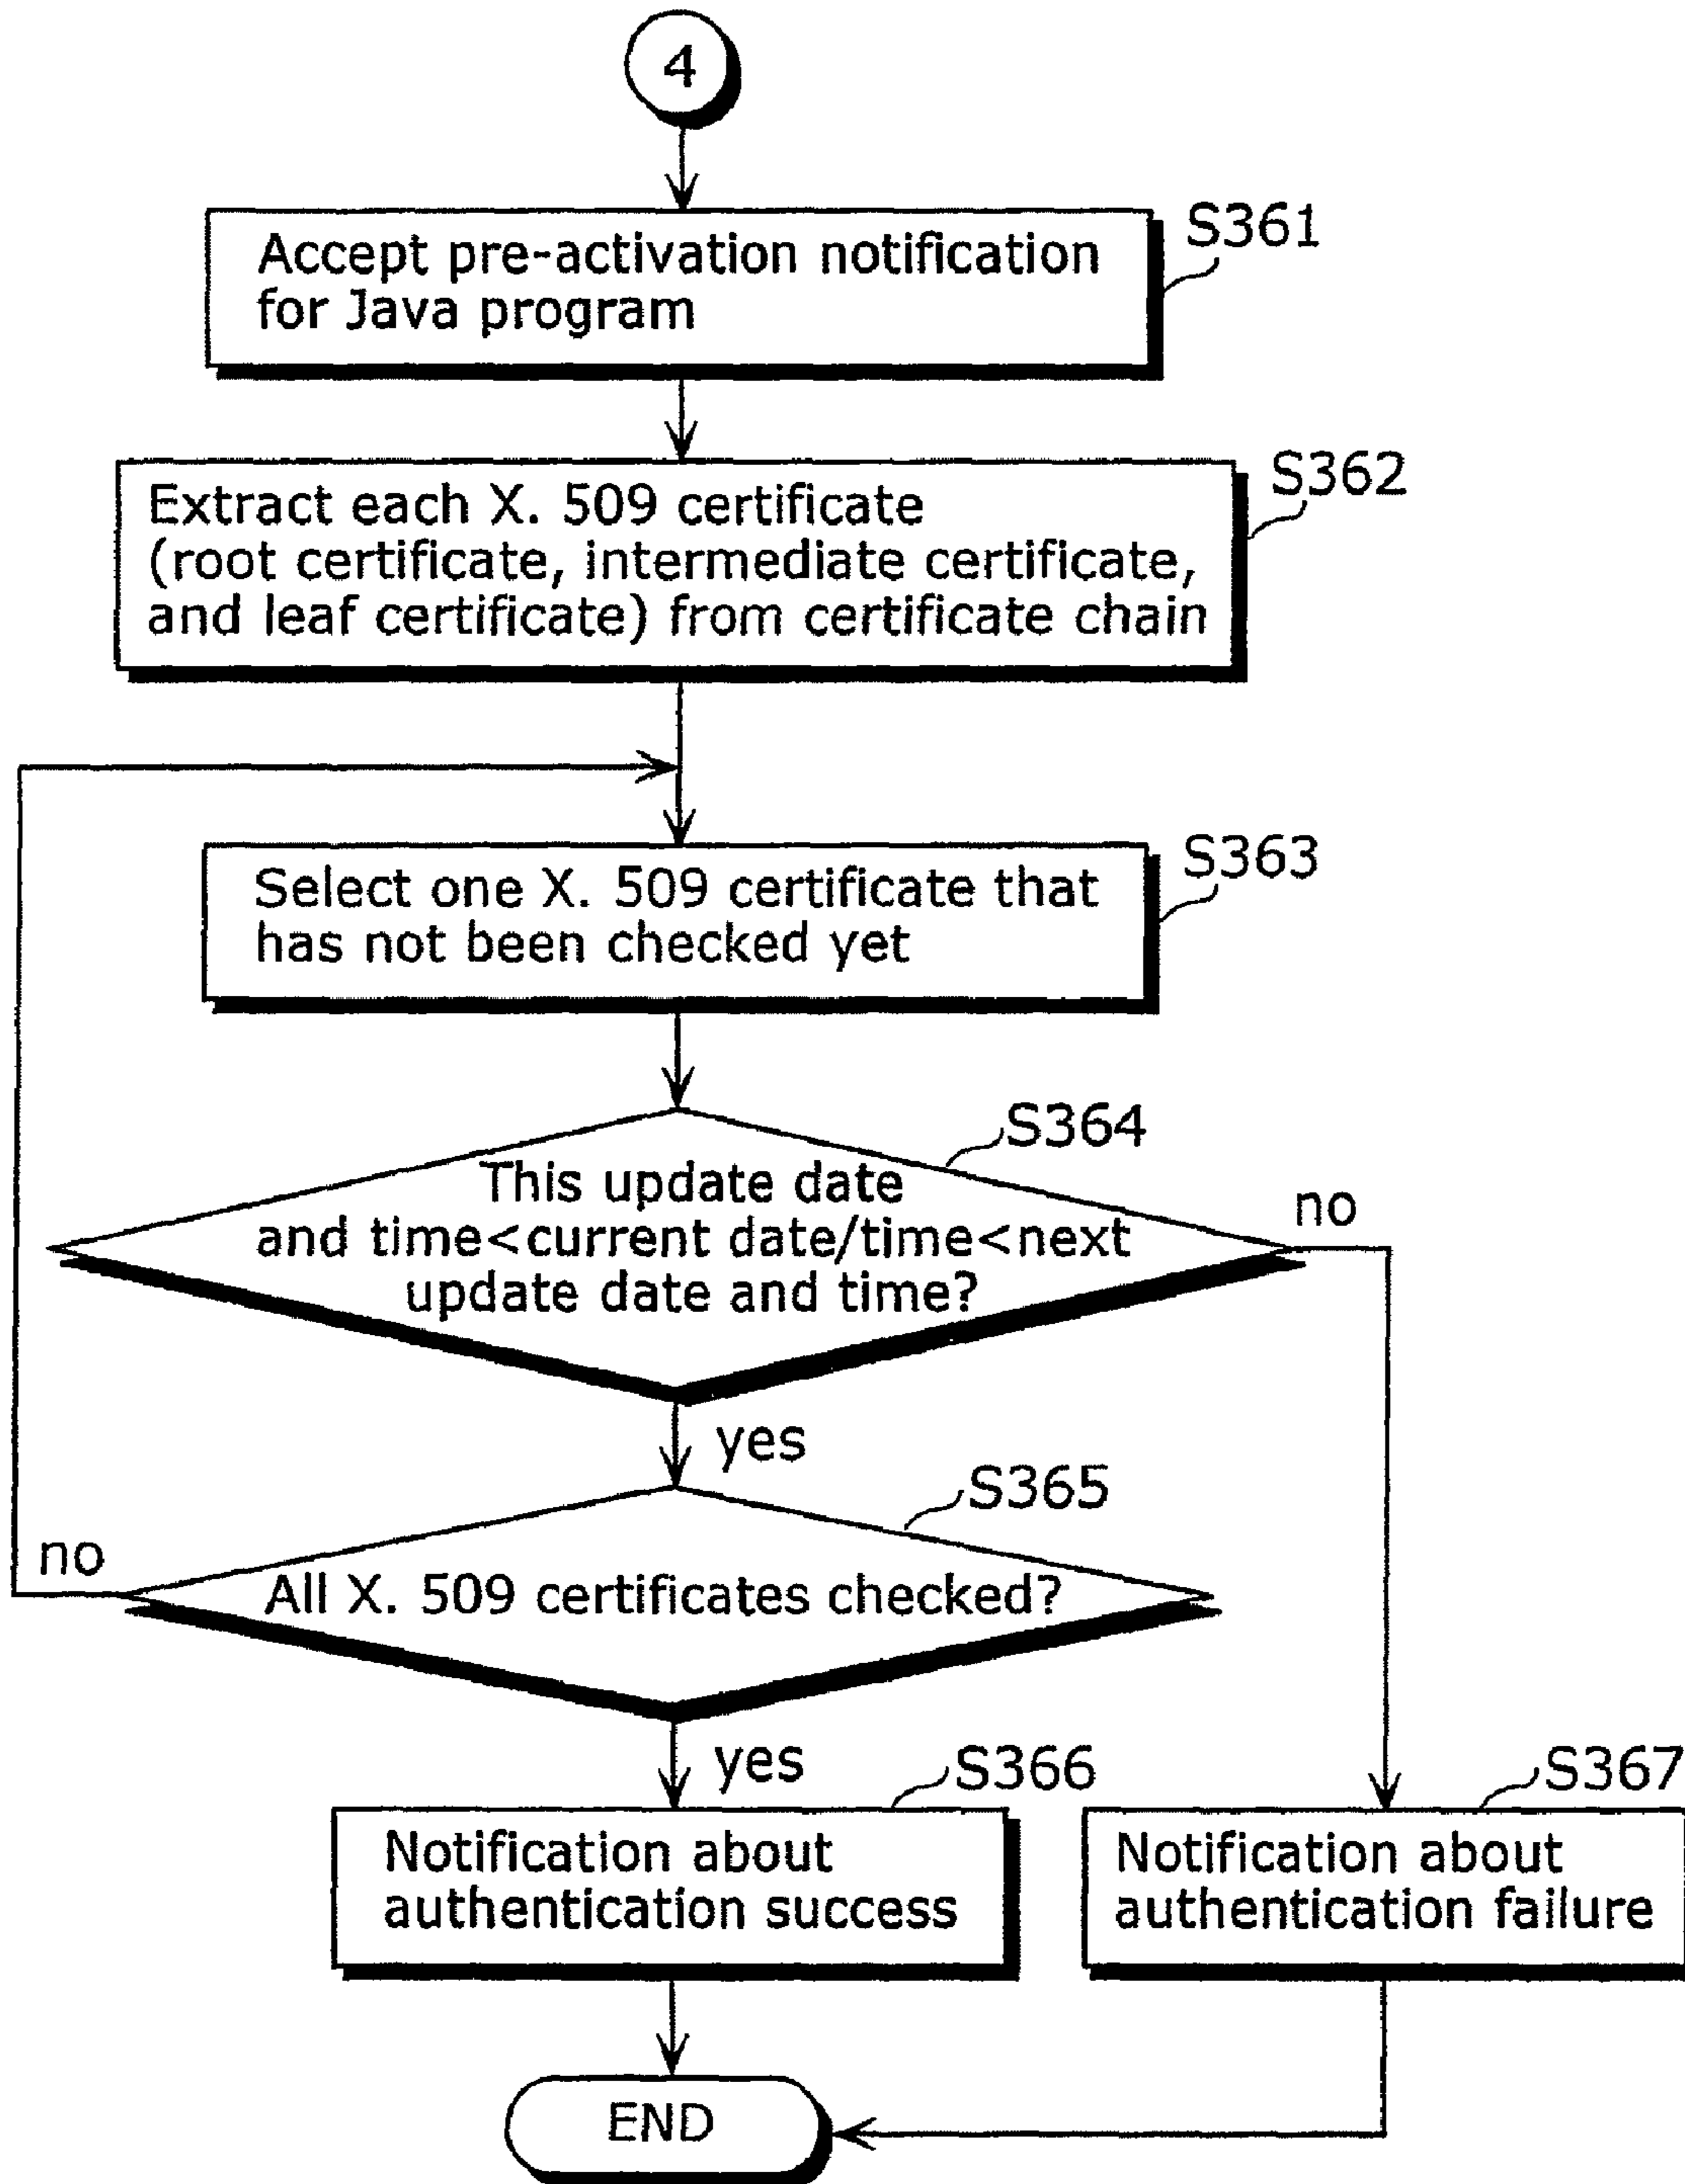 4
Accept pre-activation notification
for Java program
S361
Extract each X. 509 certificate
(root certificate, intermediate certificate,
and leaf certificate) from certificate chain
S362
Select one X. 509 certificate that
has not been checked yet
S363
This update date
and time<current date/time<next
update date and time?
S364
no
yes
All X. 509 certificates checked?
S365
no
yes
Notification about
authentication success
S366
Notification about
authentication failure
S367
END